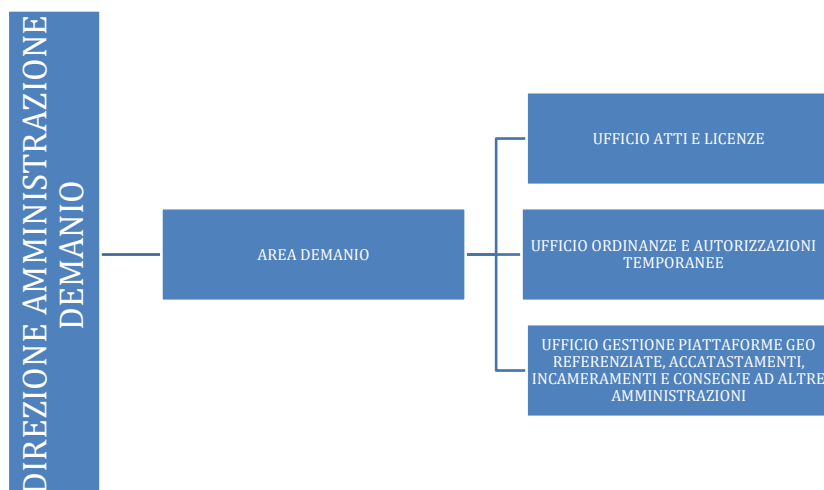 DIREZIONE AMMINISTRAZIONE
DEMANIO
AREA DEMANIO
UFFICIO ATTI E LICENZE
UFFICIO ORDINANZE E AUTORIZZAZIONI
TEMPORANEE
UFFICIO GESTIONE PIATTAFORME GEO
REFERENZIATE, ACCATASTAMENTI,
INCAMERAMENTI E CONSEGNE AD ALTRE
AMMINISTRAZIONI